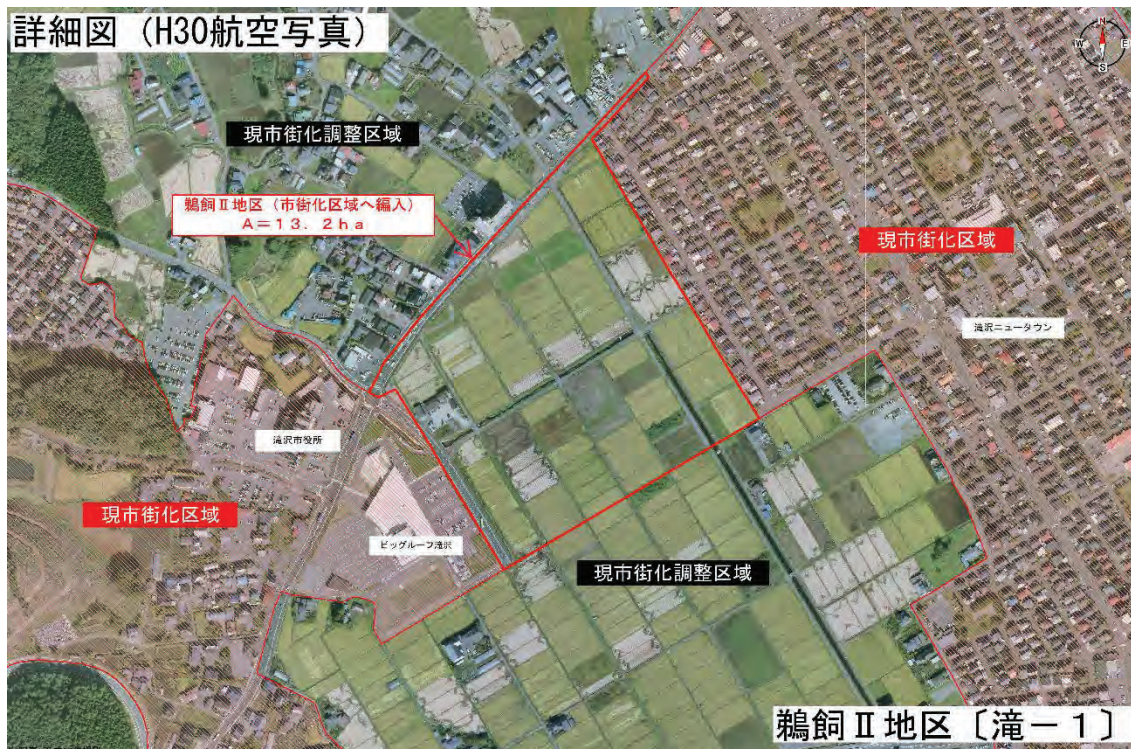 詳細図（H30航空写真）
N
W E
S
現市街化調整区域
鵜飼Ⅱ地区（市街化区域へ編入）
A＝13．2ha
現市街化区域
滝沢ニュータウン
滝沢市役所
現市街化区域
ビッグルーフ滝沢
現市街化調整区域
鵜飼Ⅱ地区〔滝－1〕